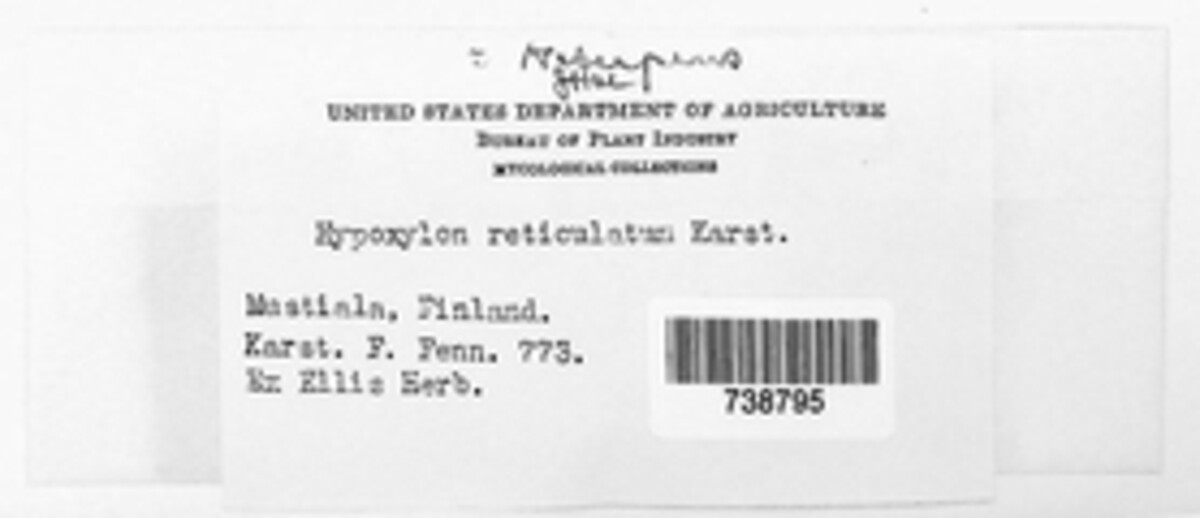 UNITED STATES DEPARTMENT OF AGRICULTURE
BUREAU OF PLANT INDUSTRY
MYCOLOGICAL COLLECTIONS
Hypoxylon reticulatum Karst.
Mustiala, Finland.
Karst. F. Fenn. 773.
Ex Ellis Herb.
738795